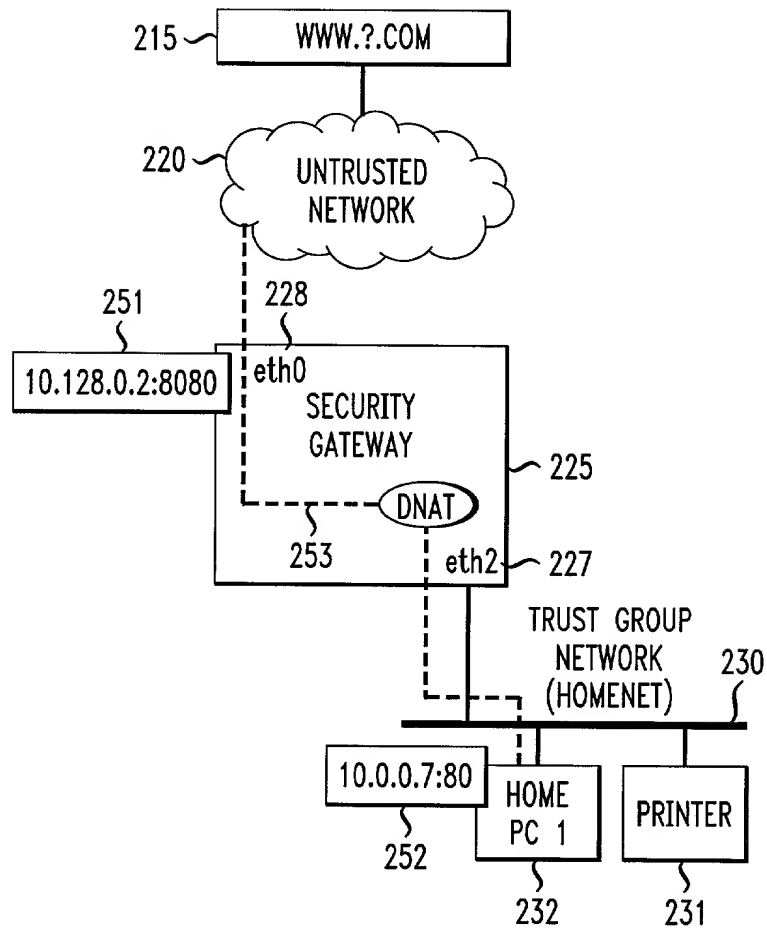 215
WWW.?.COM
220
UNTRUSTED
NETWORK
251
228
10.128.0.2:8080
eth0
SECURITY
GATEWAY
225
DNAT
253
eth2
227
TRUST GROUP
NETWORK
(HOMENET)
230
10.0.0.7:80
HOME
PC 1
PRINTER
252
232
231